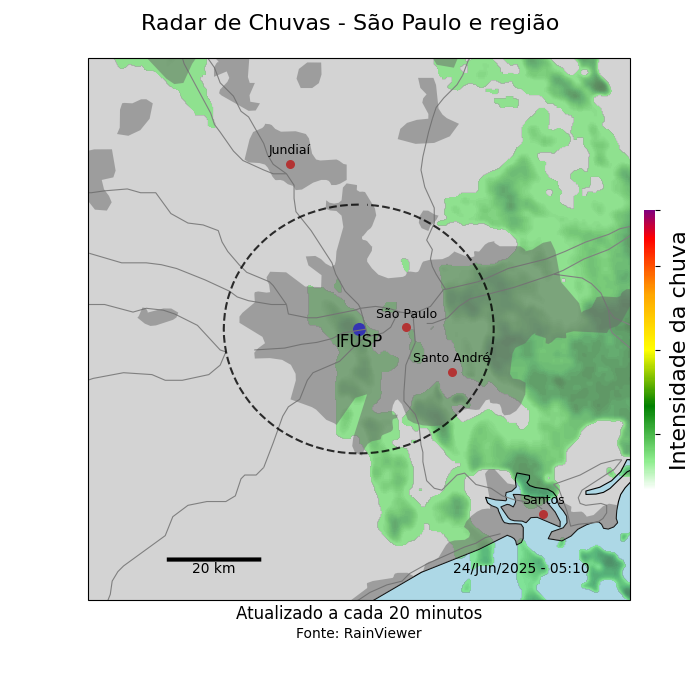 Radar de Chuvas - São Paulo e região
Jundiaí
São Paulo
IFUSP
Santo André
Santos
20 km
24/Jun/2025 - 05:10
Intensidade da chuva
Atualizado a cada 20 minutos
Fonte: RainViewer